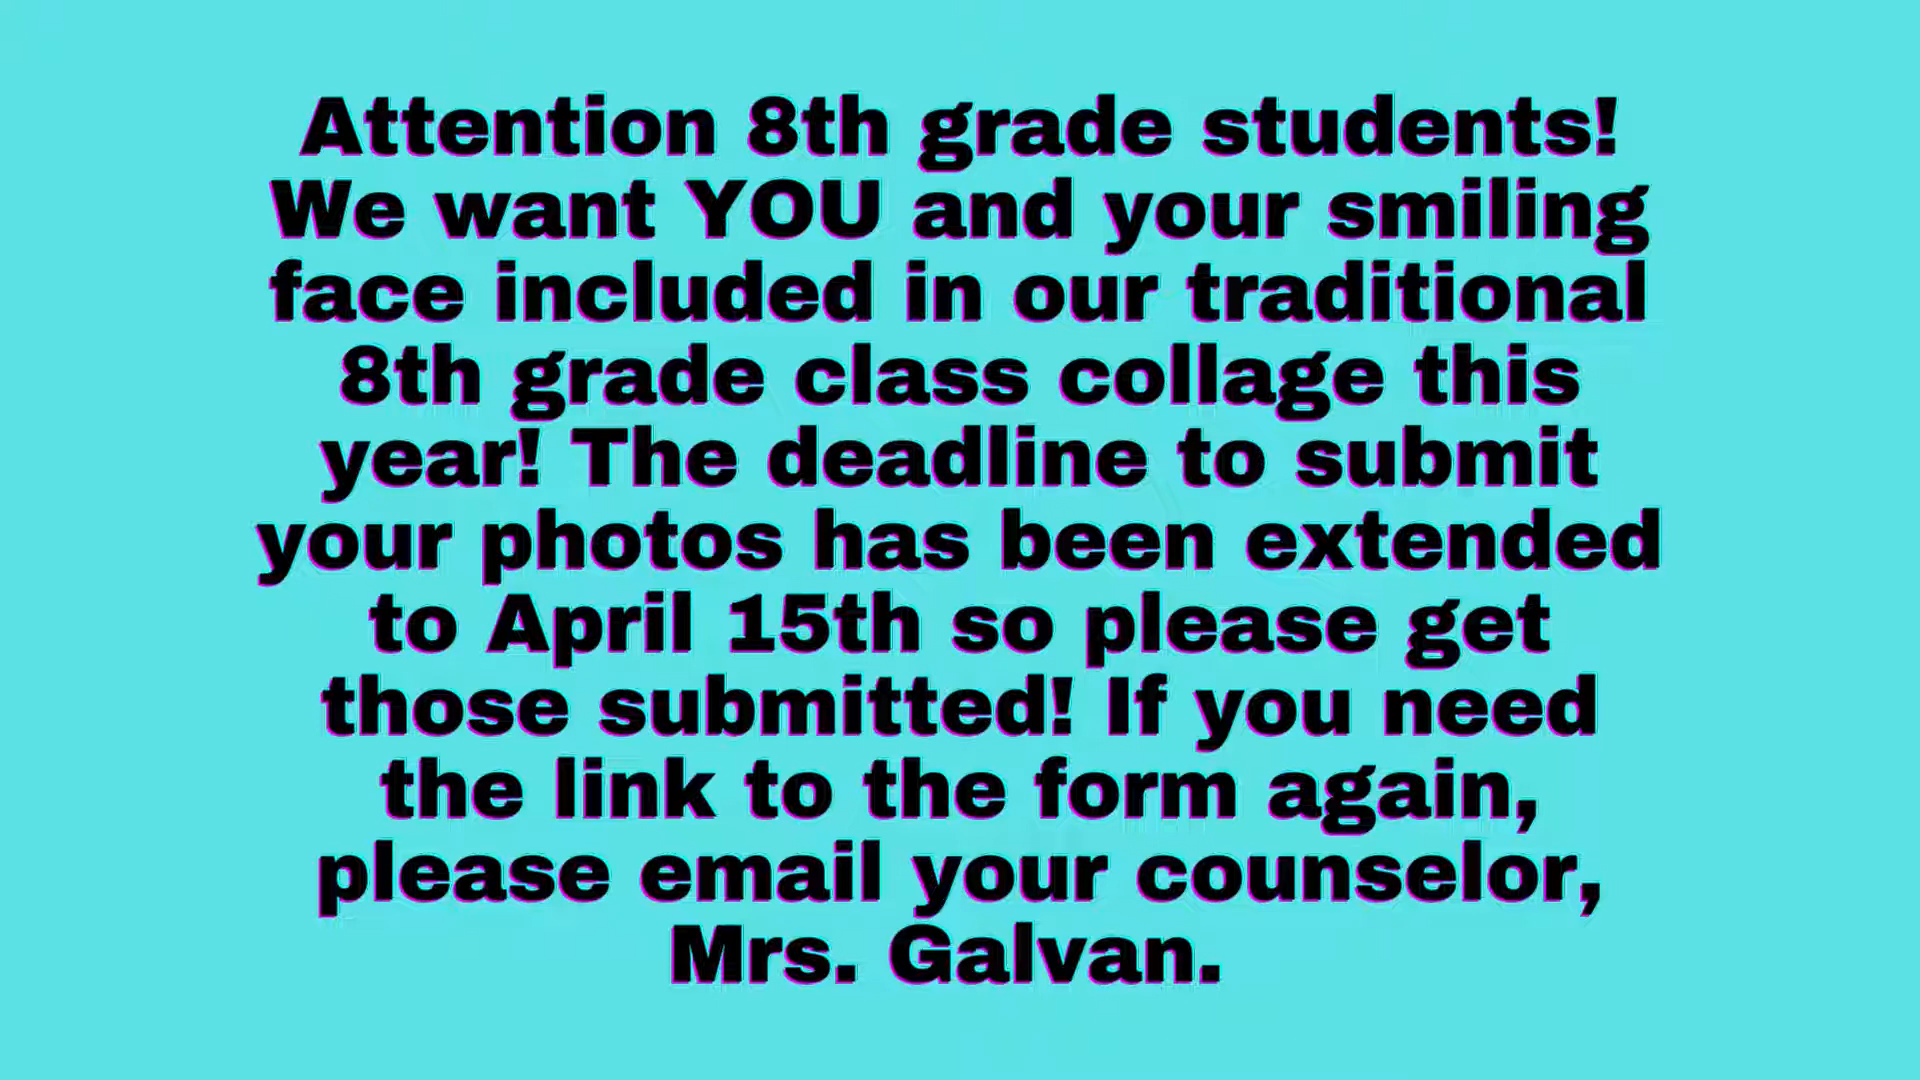 Attention 8th grade students!
We want YOU and your smiling
face included in our traditional
8th grade class collage this
year! The deadline to submit
your photos has been extended
to April 15th so please get
those submitted! If you need
the link to the form again,
please email your counselor,
Mrs. Galvan.